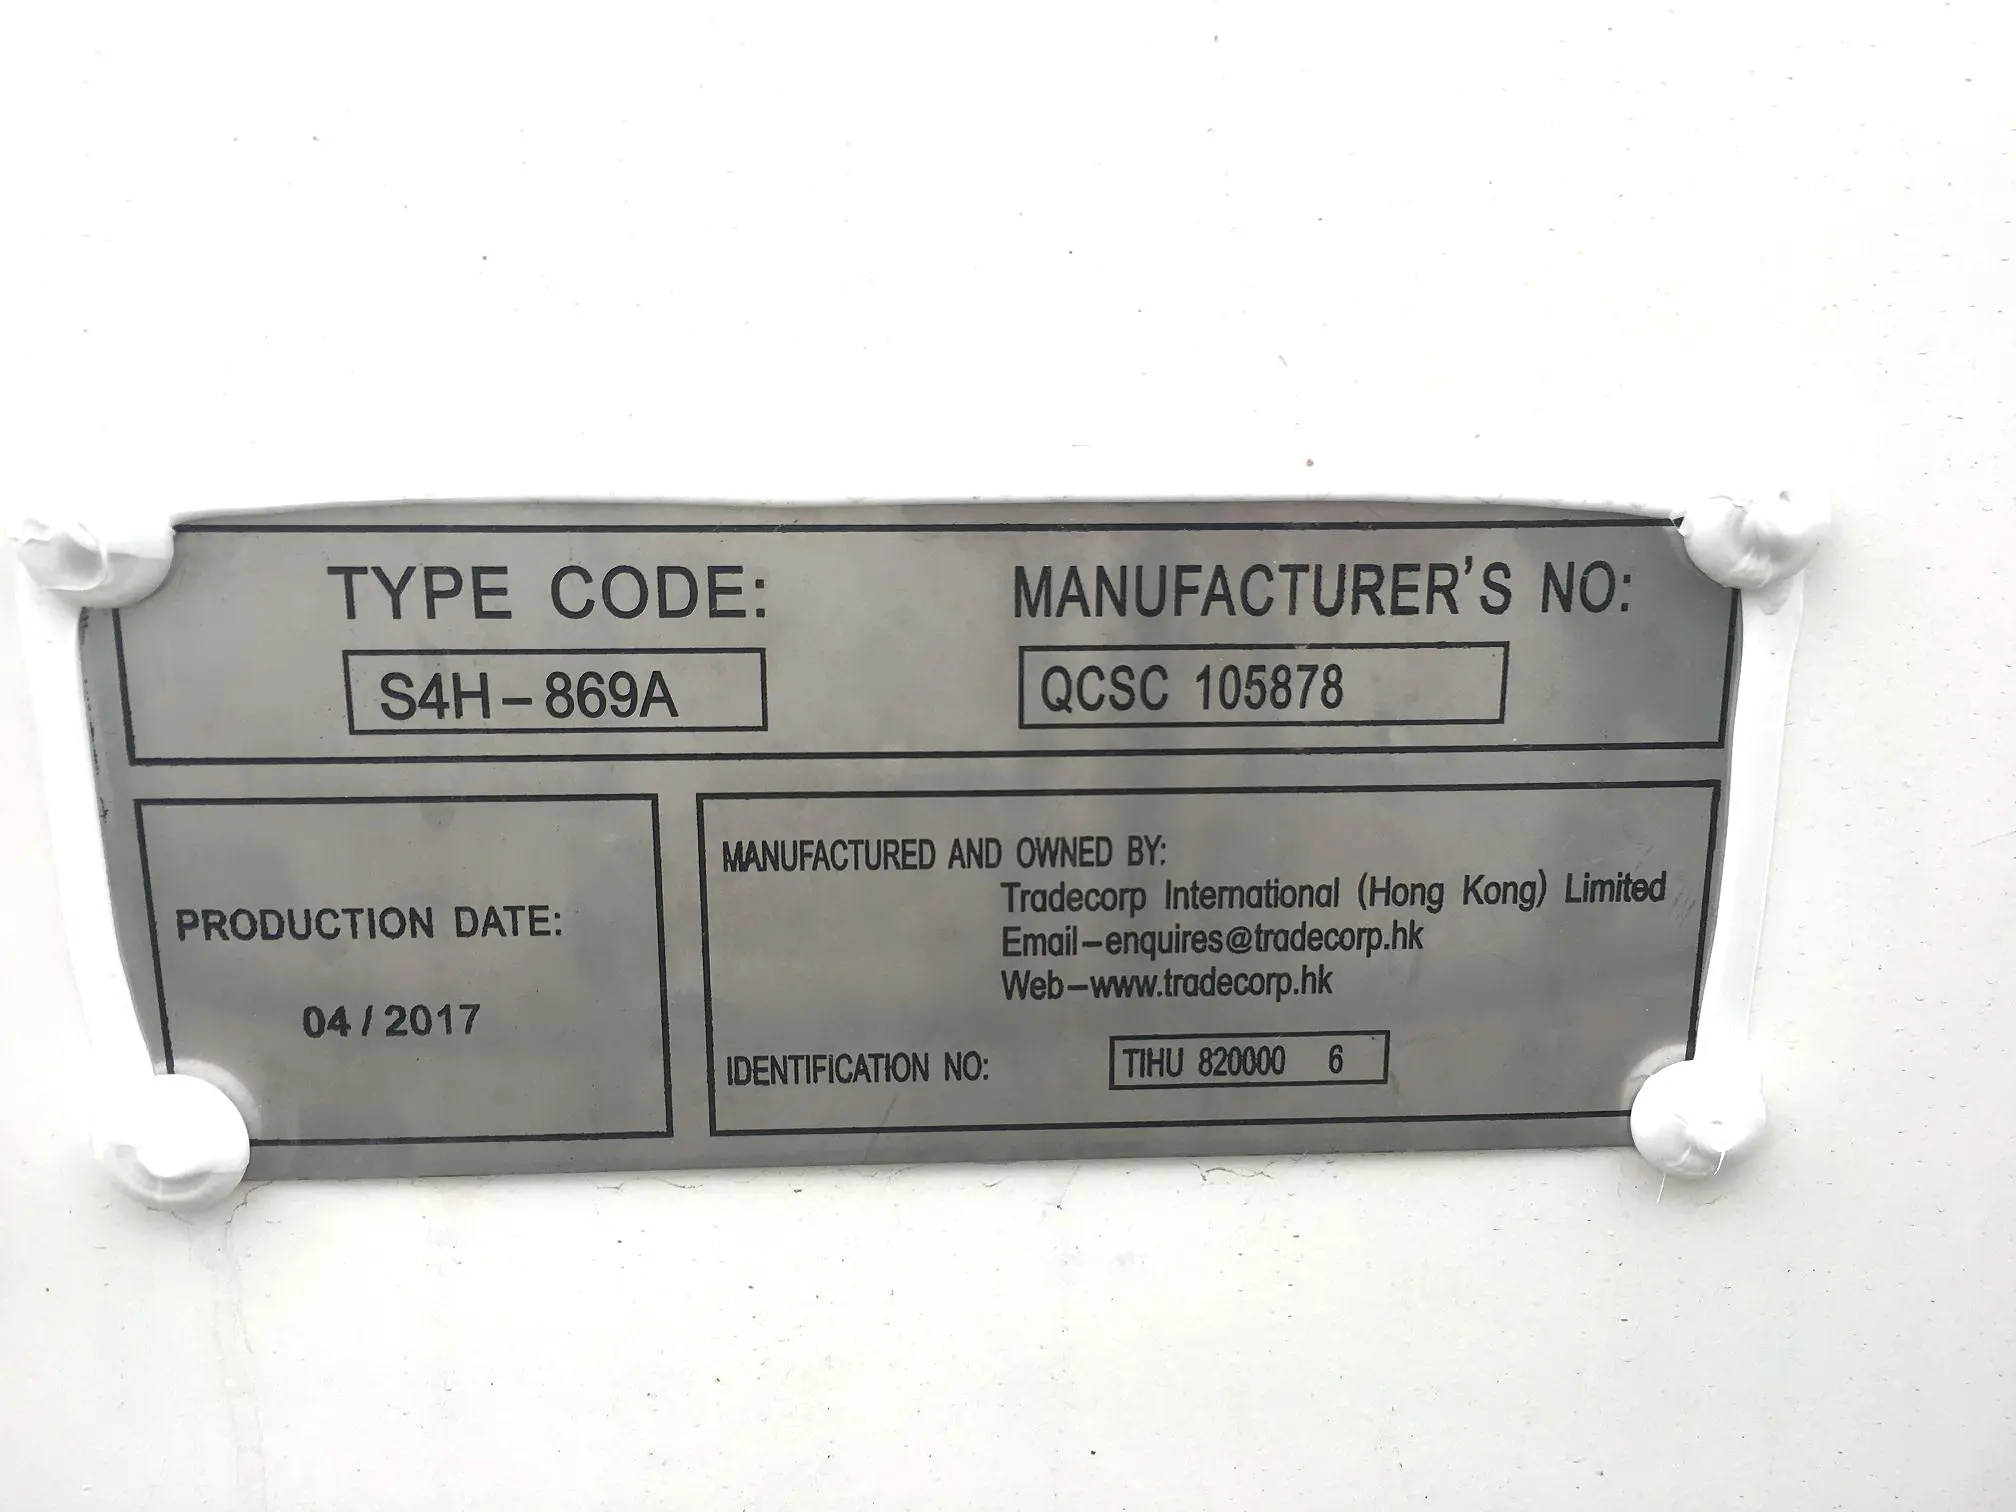 TYPE CODE: MANUFACTURER'S NO:
S4H-869A QCSC 105878
PRODUCTION DATE:
04/2017
MANUFACTURED AND OWNED BY:
Tradecorp International (Hong Kong) Limited
Email-enquires@tradecorp.hk
Web-www.tradecorp.hk
IDENTIFICATION NO: TIHU 820000 6